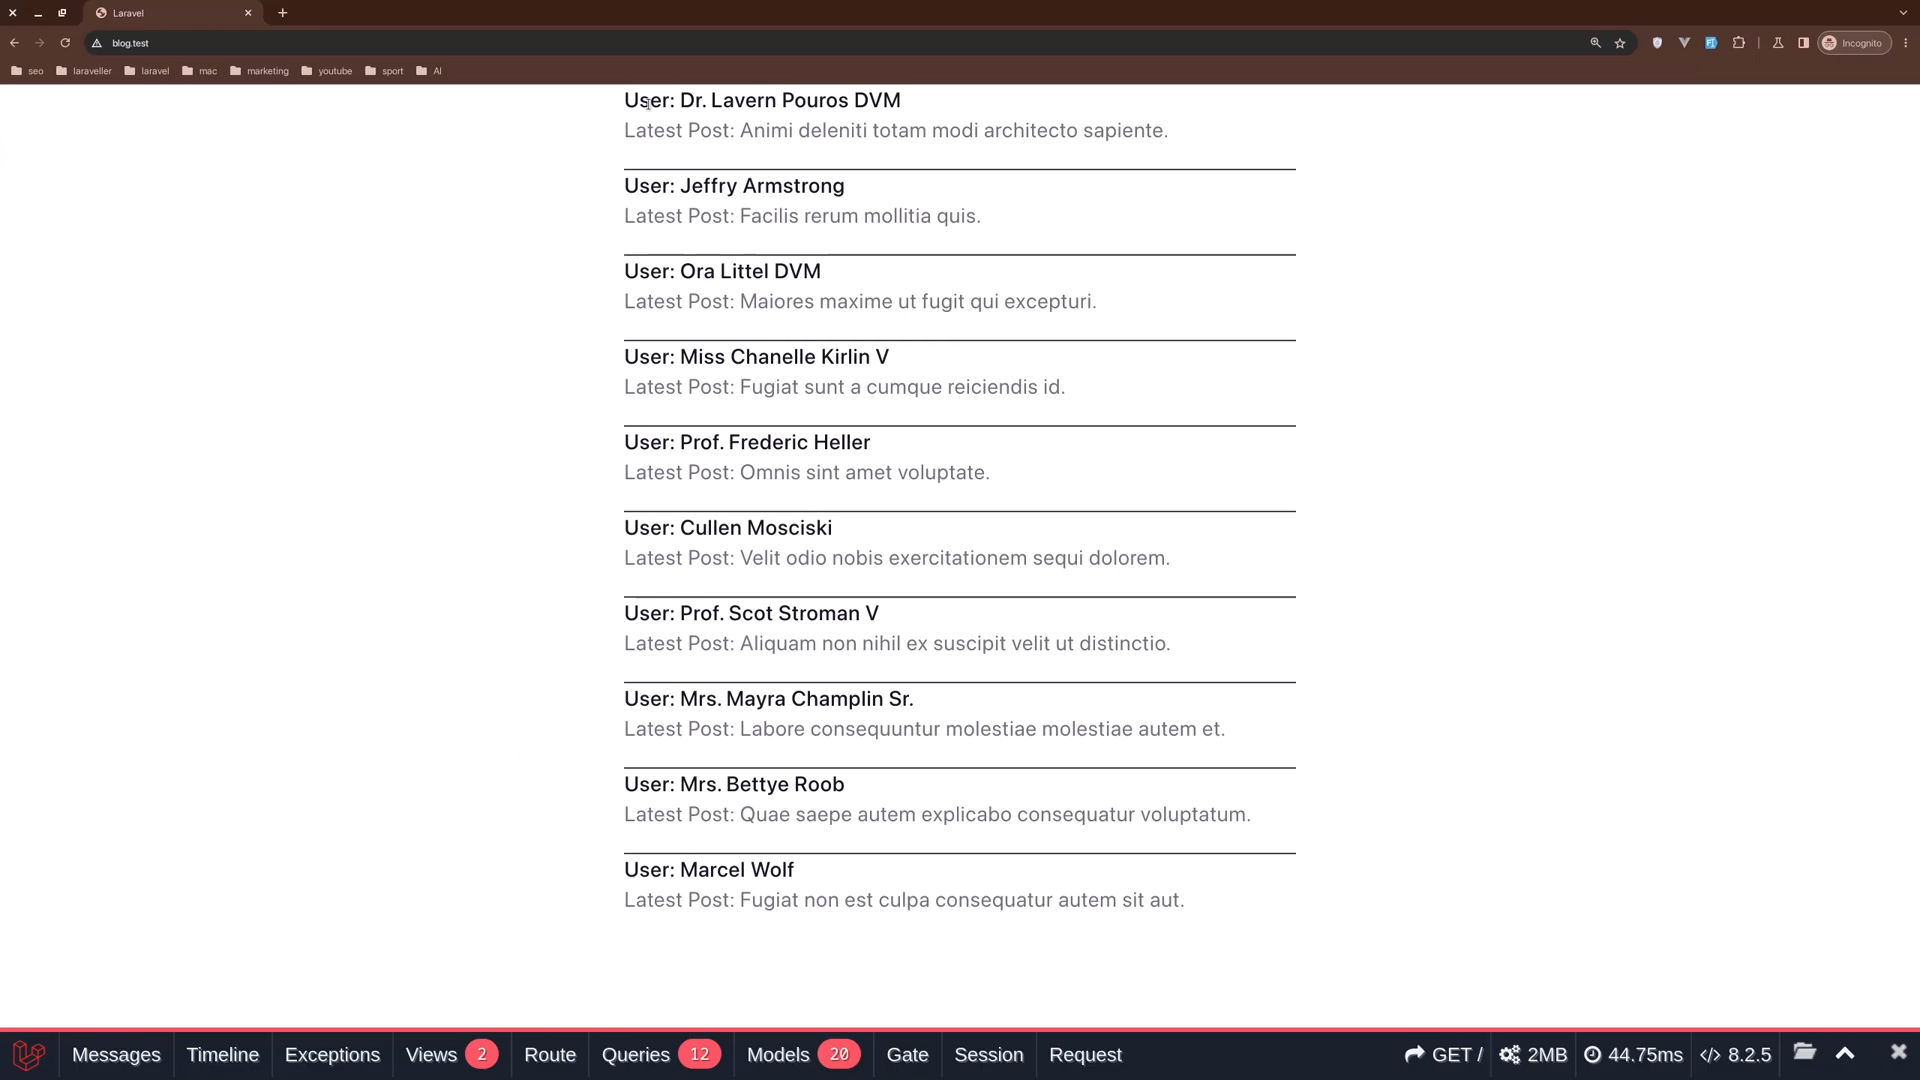 Laravel
blog.test
Incognito
seo laraveller laravel mac marketing youtube sport AI
User: Dr. Lavern Pouros DVM
Latest Post: Animi deleniti totam modi architecto sapiente.
User: Jeffry Armstrong
Latest Post: Facilis rerum mollitia quis.
User: Ora Littel DVM
Latest Post: Maiores maxime ut fugit qui excepturi.
User: Miss Chanelle Kirlin V
Latest Post: Fugiat sunt a cumque reiciendis id.
User: Prof. Frederic Heller
Latest Post: Omnis sint amet voluptate.
User: Cullen Mosciski
Latest Post: Velit odio nobis exercitationem sequi dolorem.
User: Prof. Scot Stroman V
Latest Post: Aliquam non nihil ex suscipit velit ut distinctio.
User: Mrs. Mayra Champlin Sr.
Latest Post: Labore consequuntur molestiae molestiae autem et.
User: Mrs. Bettye Roob
Latest Post: Quae saepe autem explicabo consequatur voluptatum.
User: Marcel Wolf
Latest Post: Fugiat non est culpa consequatur autem sit aut.
Messages Timeline Exceptions Views 2 Route Queries 12 Models 20 Gate Session Request GET / 2MB 44.75ms 8.2.5